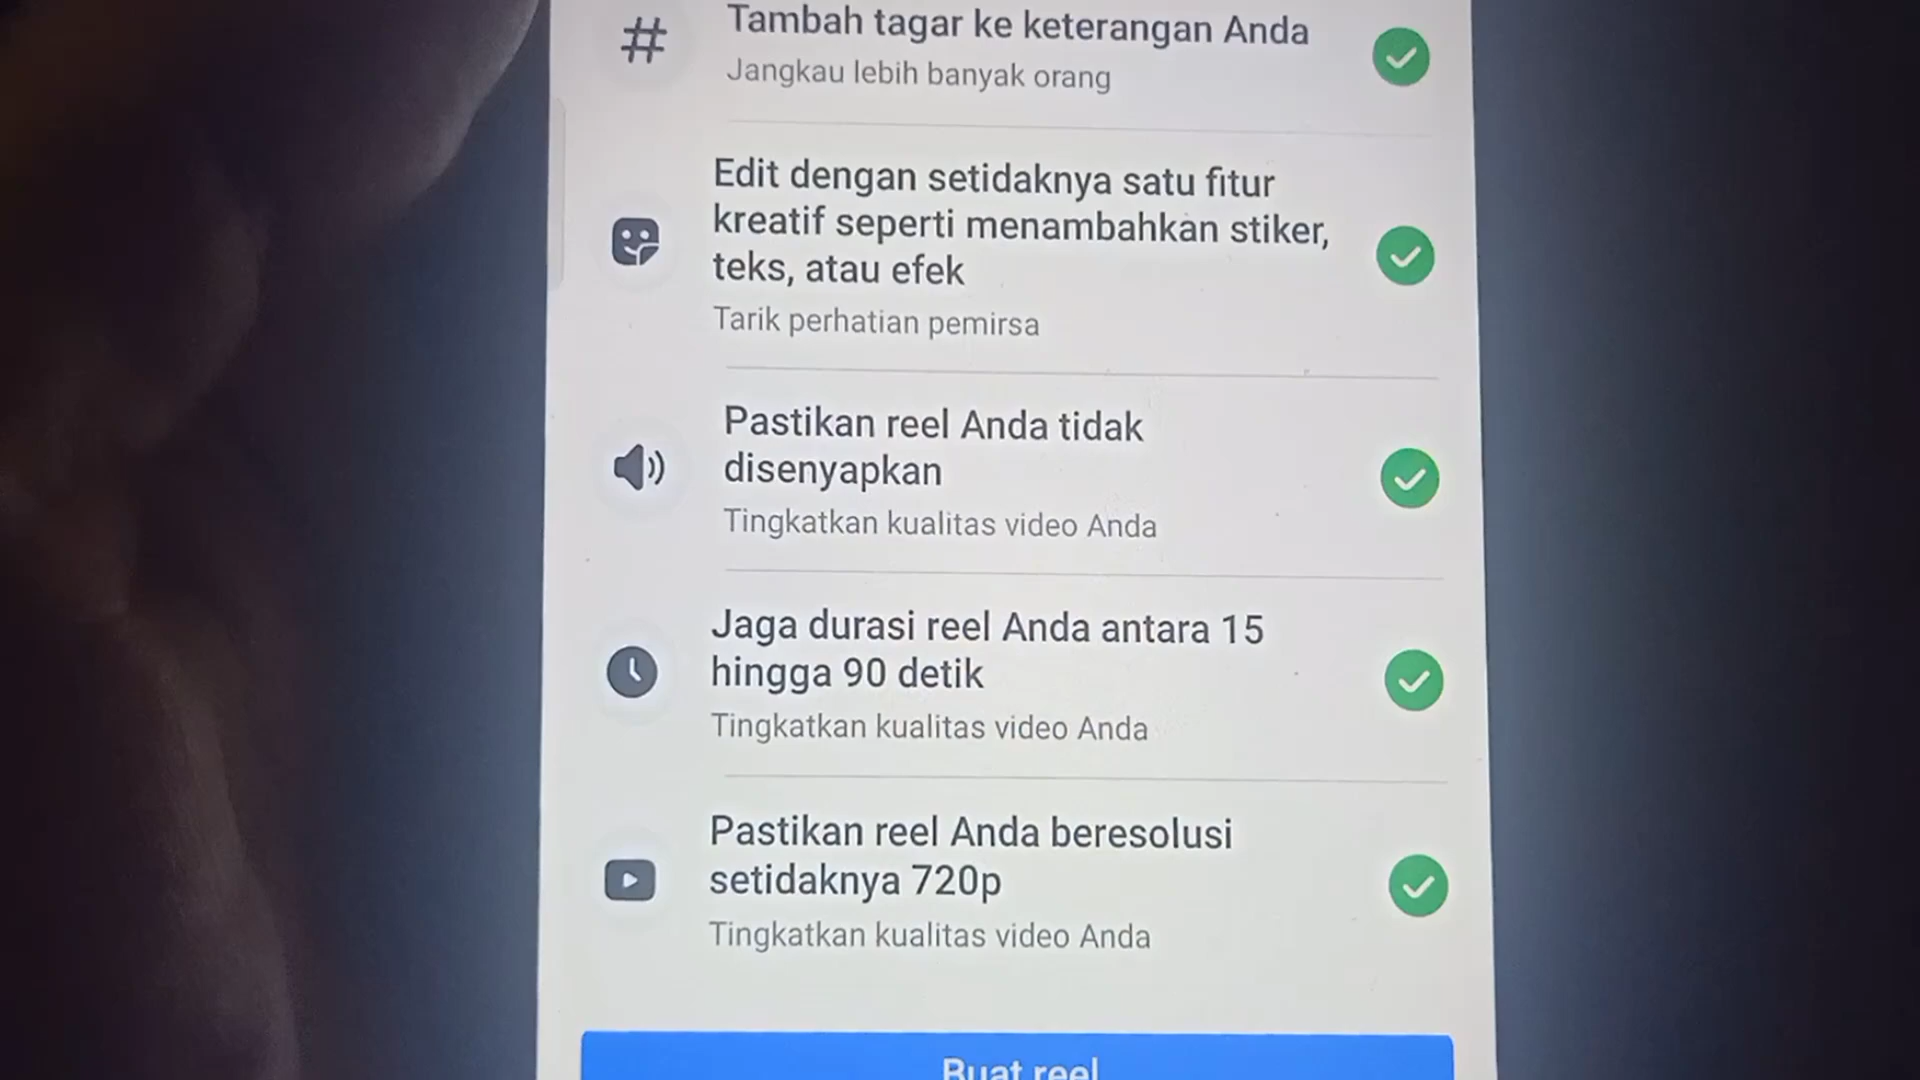 Tambah tagar ke keterangan Anda
Jangkau lebih banyak orang
Edit dengan setidaknya satu fitur
kreatif seperti menambahkan stiker,
teks, atau efek
Tarik perhatian pemirsa
Pastikan reel Anda tidak
disenyapkan
Tingkatkan kualitas video Anda
Jaga durasi reel Anda antara 15
hingga 90 detik
Tingkatkan kualitas video Anda
Pastikan reel Anda beresolusi
setidaknya 720p
Tingkatkan kualitas video Anda
Buat reel